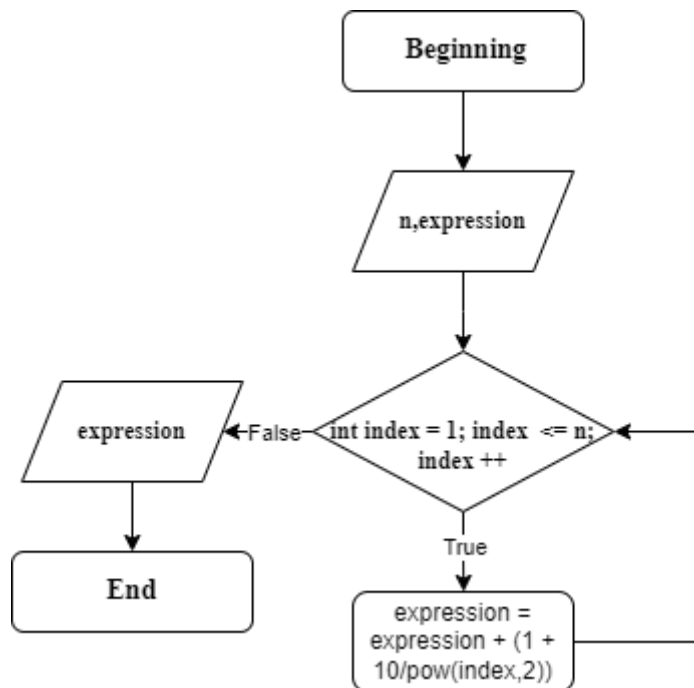 Beginning
n,expression
int index = 1; index <= n;
index ++
False
expression
End
True
expression =
expression + (1 +
10/pow(index,2))